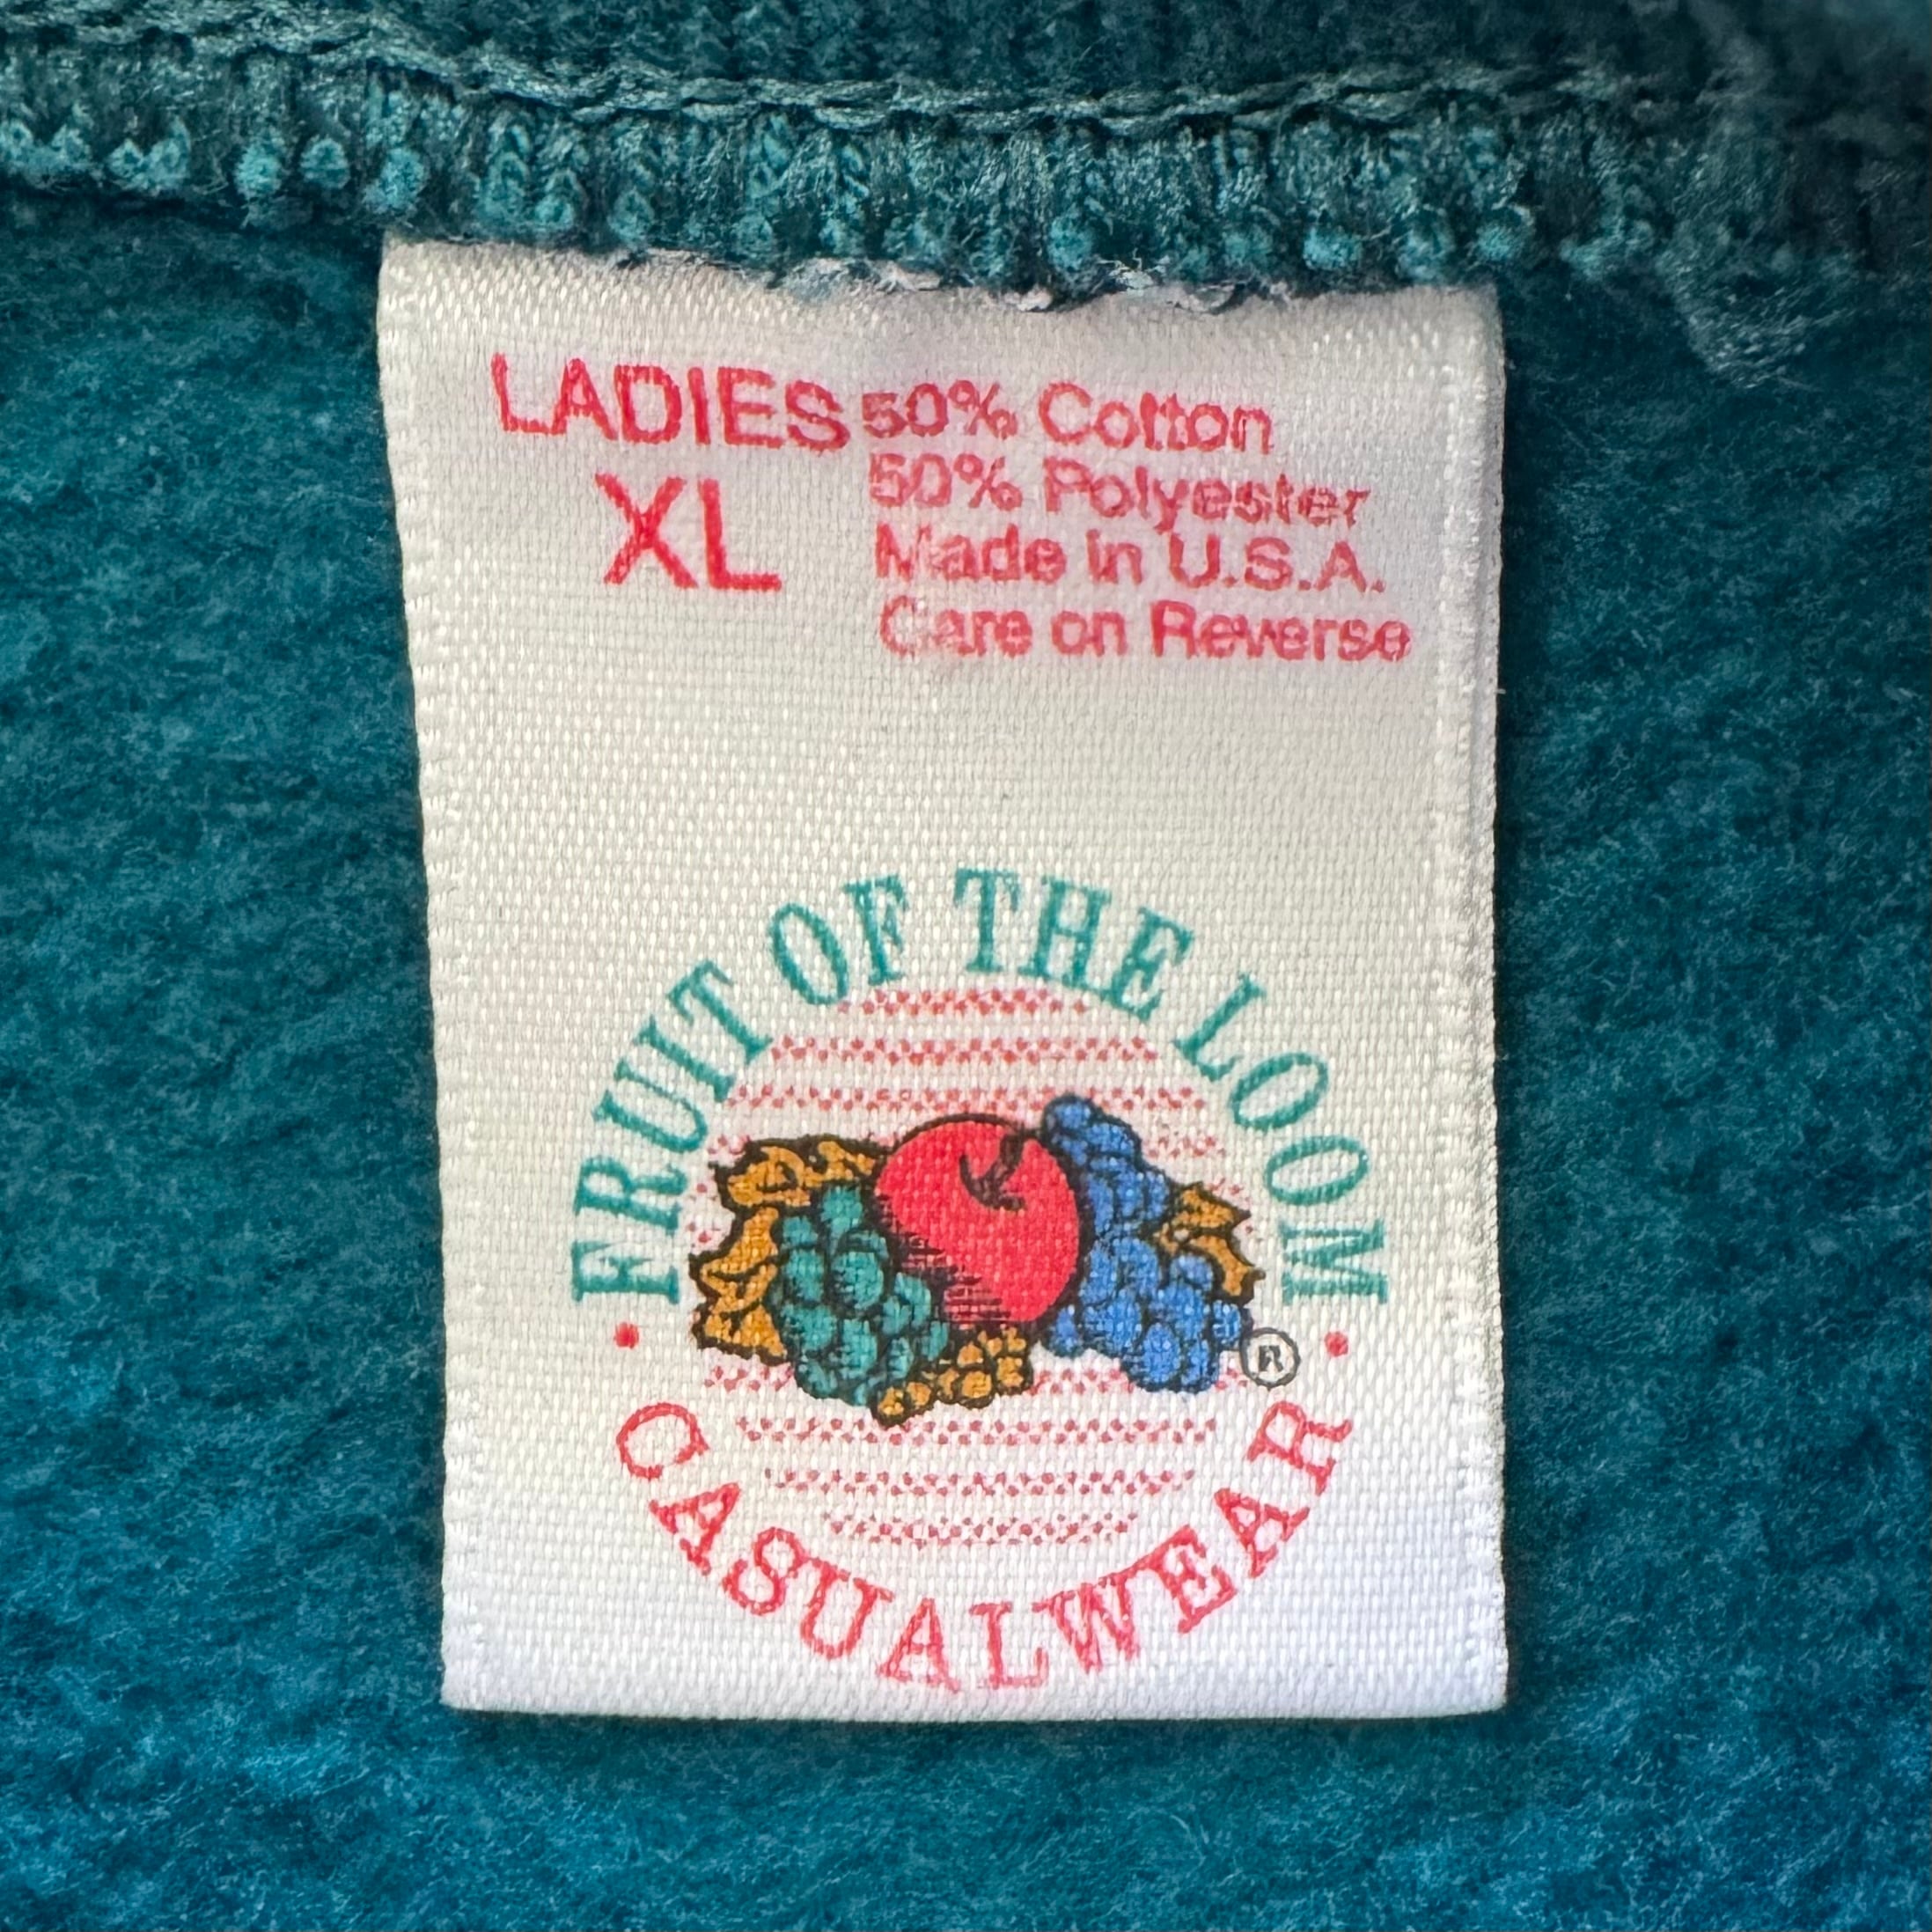 LADIES
XL
50% Cotton
50% Polyester
Made in U.S.A.
Care on Reverse
FRUIT OF THE LOOM
®
CASUALWEAR